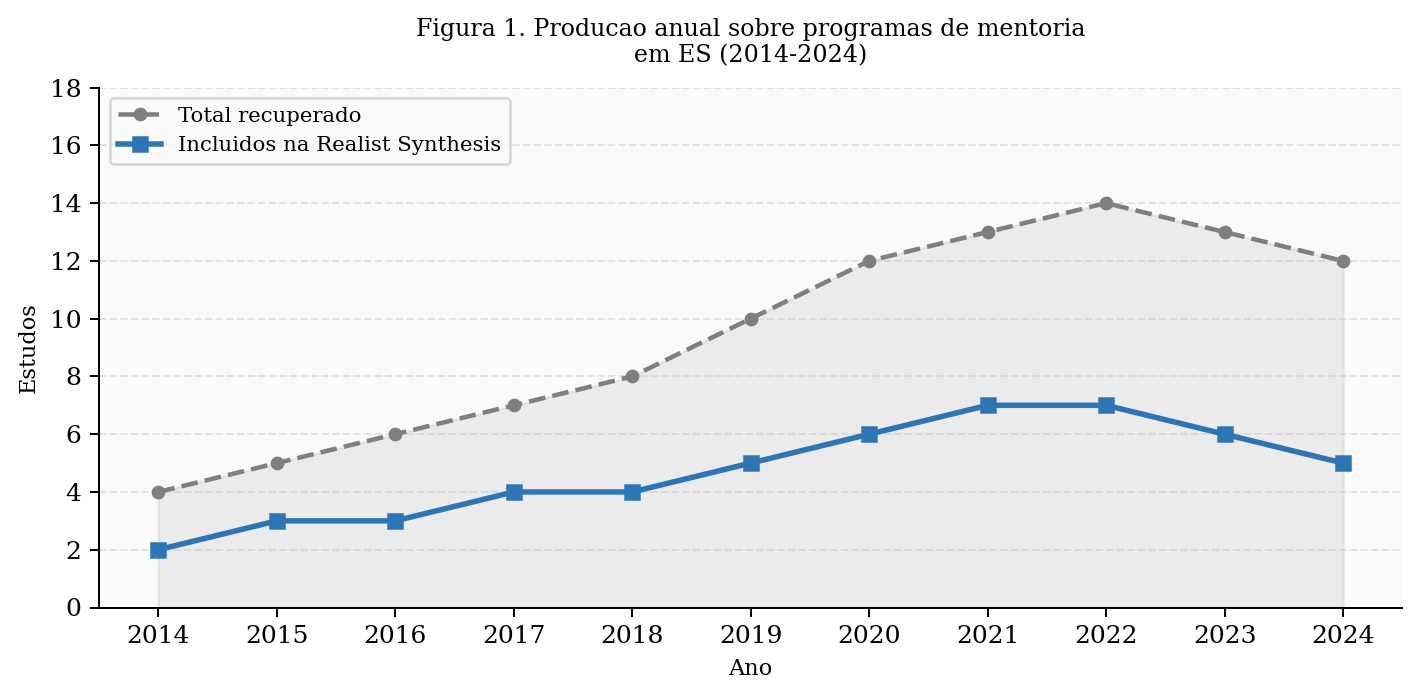 Figura 1. Producao anual sobre programas de mentoria
em ES (2014-2024)
Total recuperado
Incluidos na Realist Synthesis
18
16
14
12
10
8
6
4
2
0
Estudos
2014 2015 2016 2017 2018 2019 2020 2021 2022 2023 2024
Ano